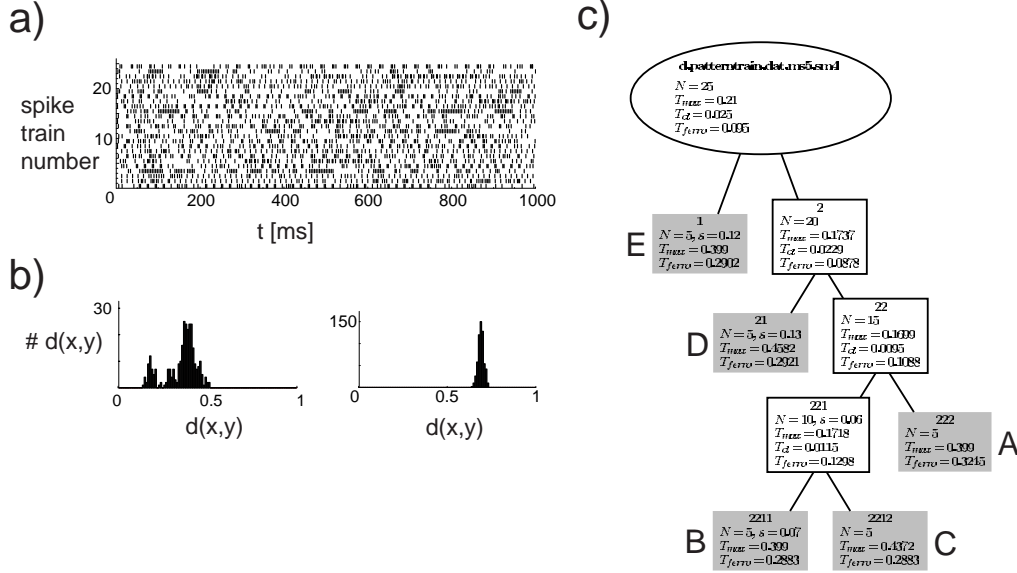 a)
20
10
0
spike
train
number
0 200 400 600 800 1000
t [ms]
b)
30
# d(x,y)
0 0.5 1
d(x,y)
150
0 0.5 1
d(x,y)
c)
d.patterntrain.dat.ms5.sm4
N = 25
T_max = 0.21
T_cl = 0.025
T_ferro = 0.095
E
1
N = 5, s = 0.12
T_max = 0.399
T_ferro = 0.2902
2
N = 20
T_max = 0.1737
T_cl = 0.0229
T_ferro = 0.0878
D
21
N = 5, s = 0.13
T_max = 0.4582
T_ferro = 0.2921
22
N = 15
T_max = 0.1699
T_cl = 0.0095
T_ferro = 0.1088
221
N = 10, s = 0.06
T_max = 0.1718
T_cl = 0.0115
T_ferro = 0.1298
222
N = 5
T_max = 0.399
T_ferro = 0.3245
A
B
2211
N = 5, s = 0.07
T_max = 0.399
T_ferro = 0.2883
2212
N = 5
T_max = 0.4372
T_ferro = 0.2883
C